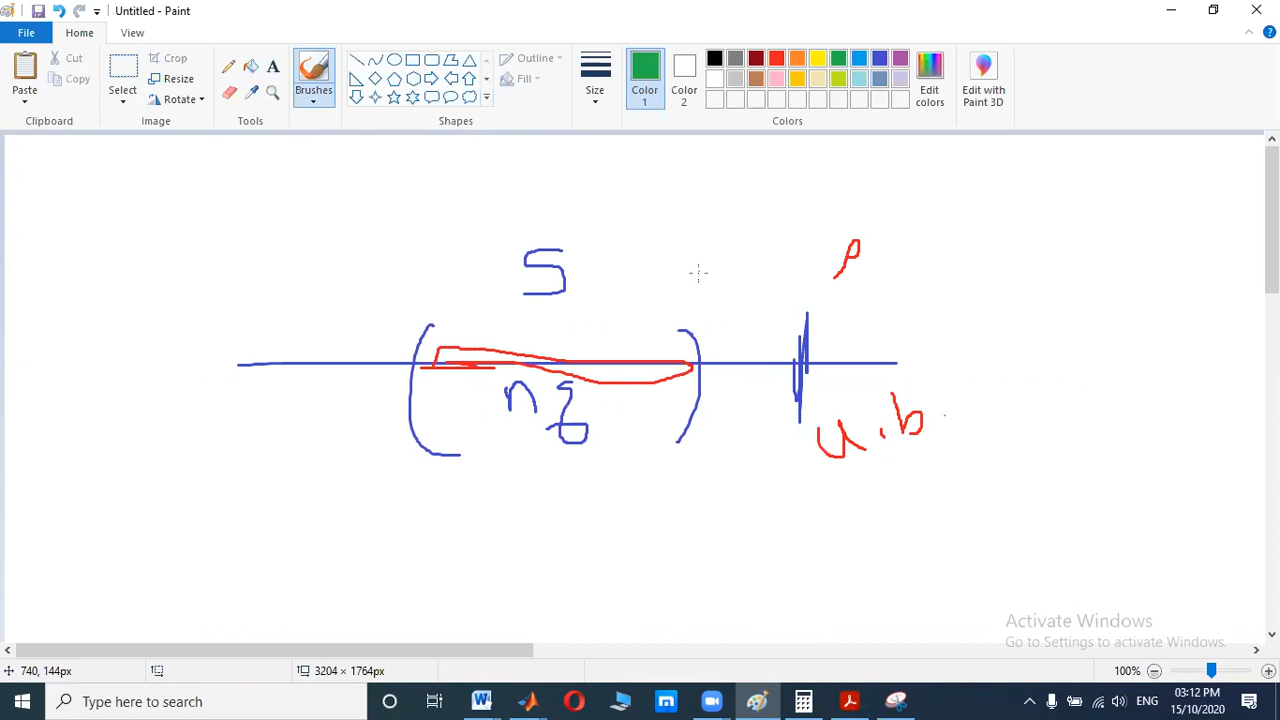 Untitled - Paint
File Home View
Paste
Cut
Copy
Clipboard
Select
Crop
Resize
Rotate
Image
Tools
Brushes
Outline
Fill
Shapes
Size
Color 1
Color 2
Edit colors
Colors
Edit with Paint 3D
S
u.b
Activate Windows
Go to Settings to activate Windows.
740, 144px
3204 × 1764px
100%
Type here to search
ENG
03:12 PM
15/10/2020